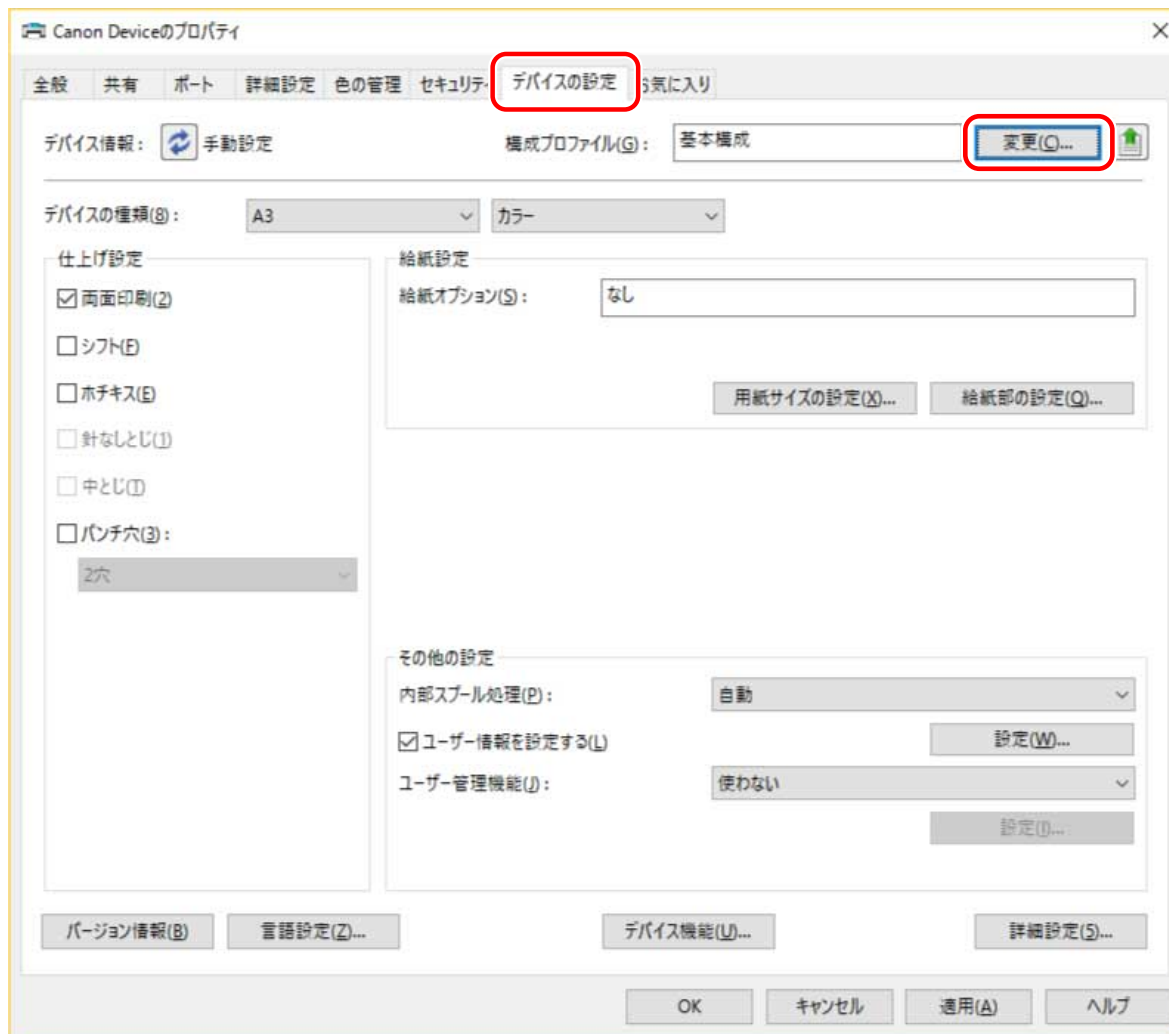 Canon Deviceのプロパティ
全般 共有 ポート 詳細設定 色の管理 セキュリティ デバイスの設定 お気に入り
デバイス情報: 手動設定 構成プロファイル(G): 基本構成 変更(C)...
デバイスの種類(8): A3 カラー
仕上げ設定 給紙設定
両面印刷(2) 給紙オプション(S): なし
シフト(F)
ホチキス(E) 用紙サイズの設定(X)... 給紙部の設定(Q)...
針なしとじ(1)
中とじ(T)
パンチ穴(3):
2穴
その他の設定
内部スプール処理(P): 自動
ユーザー情報を設定する(L) 設定(W)...
ユーザー管理機能(J): 使わない
設定(I)...
バージョン情報(B) 言語設定(Z)... デバイス機能(U)... 詳細設定(5)...
OK キャンセル 適用(A) ヘルプ